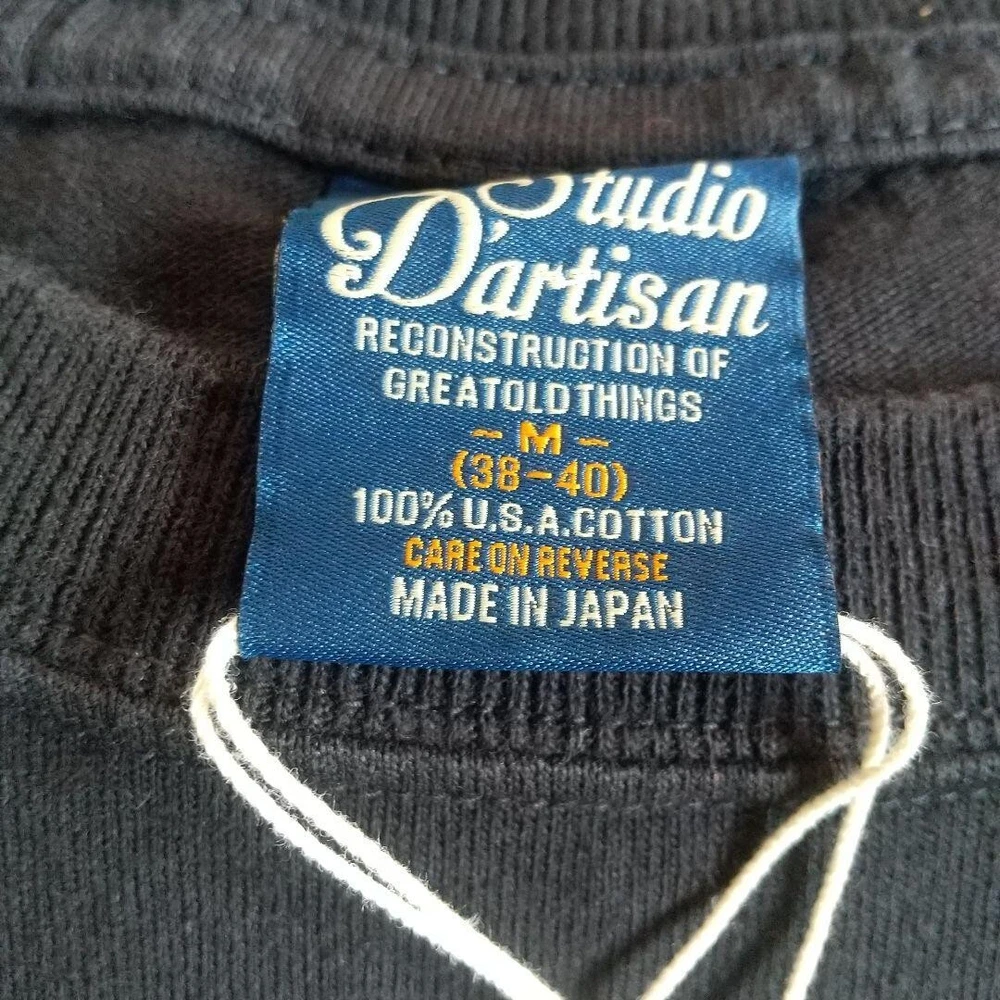 Studio
D'artisan
RECONSTRUCTION OF
GREATOLDTHINGS
- M -
(38-40)
100% U.S.A.COTTON
CARE ON REVERSE
MADE IN JAPAN